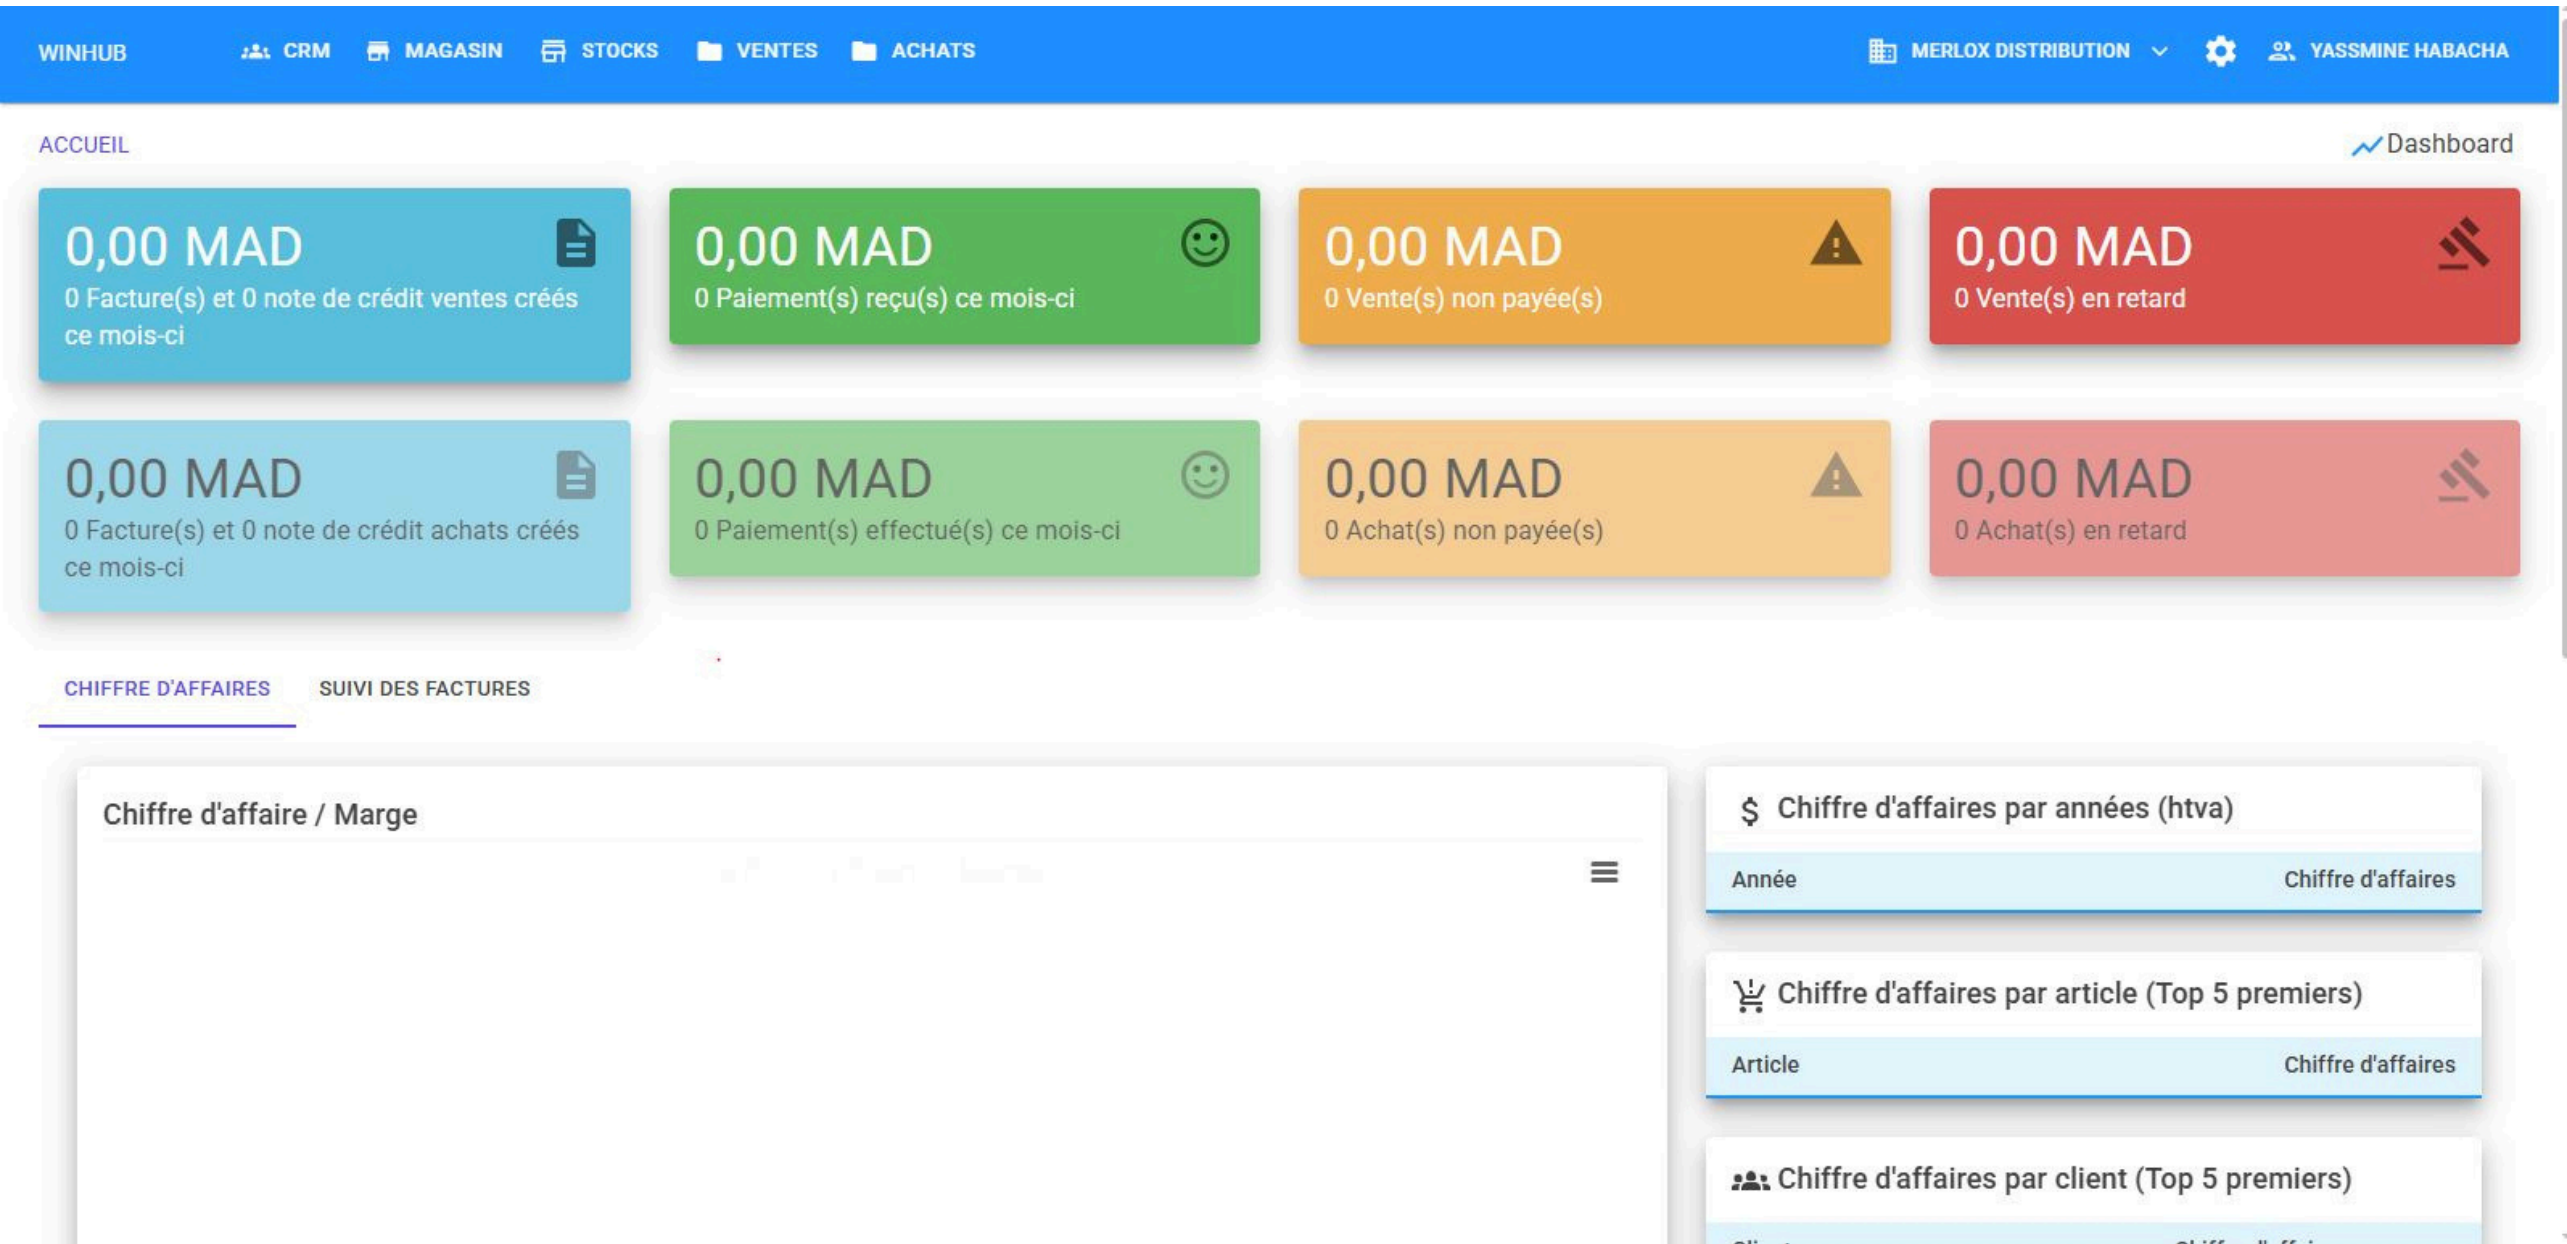 WINHUB CRM MAGASIN STOCKS VENTES ACHATS MERLOX DISTRIBUTION YASSMINE HABACHA
ACCUEIL
Dashboard
0,00 MAD
0 Facture(s) et 0 note de crédit ventes créés
ce mois-ci
0,00 MAD
0 Paiement(s) reçu(s) ce mois-ci
0,00 MAD
0 Vente(s) non payée(s)
0,00 MAD
0 Vente(s) en retard
0,00 MAD
0 Facture(s) et 0 note de crédit achats créés
ce mois-ci
0,00 MAD
0 Paiement(s) effectué(s) ce mois-ci
0,00 MAD
0 Achat(s) non payée(s)
0,00 MAD
0 Achat(s) en retard
CHIFFRE D'AFFAIRES SUIVI DES FACTURES
Chiffre d'affaire / Marge
Chiffre d'affaires par années (htva)
Année Chiffre d'affaires
Chiffre d'affaires par article (Top 5 premiers)
Article Chiffre d'affaires
Chiffre d'affaires par client (Top 5 premiers)